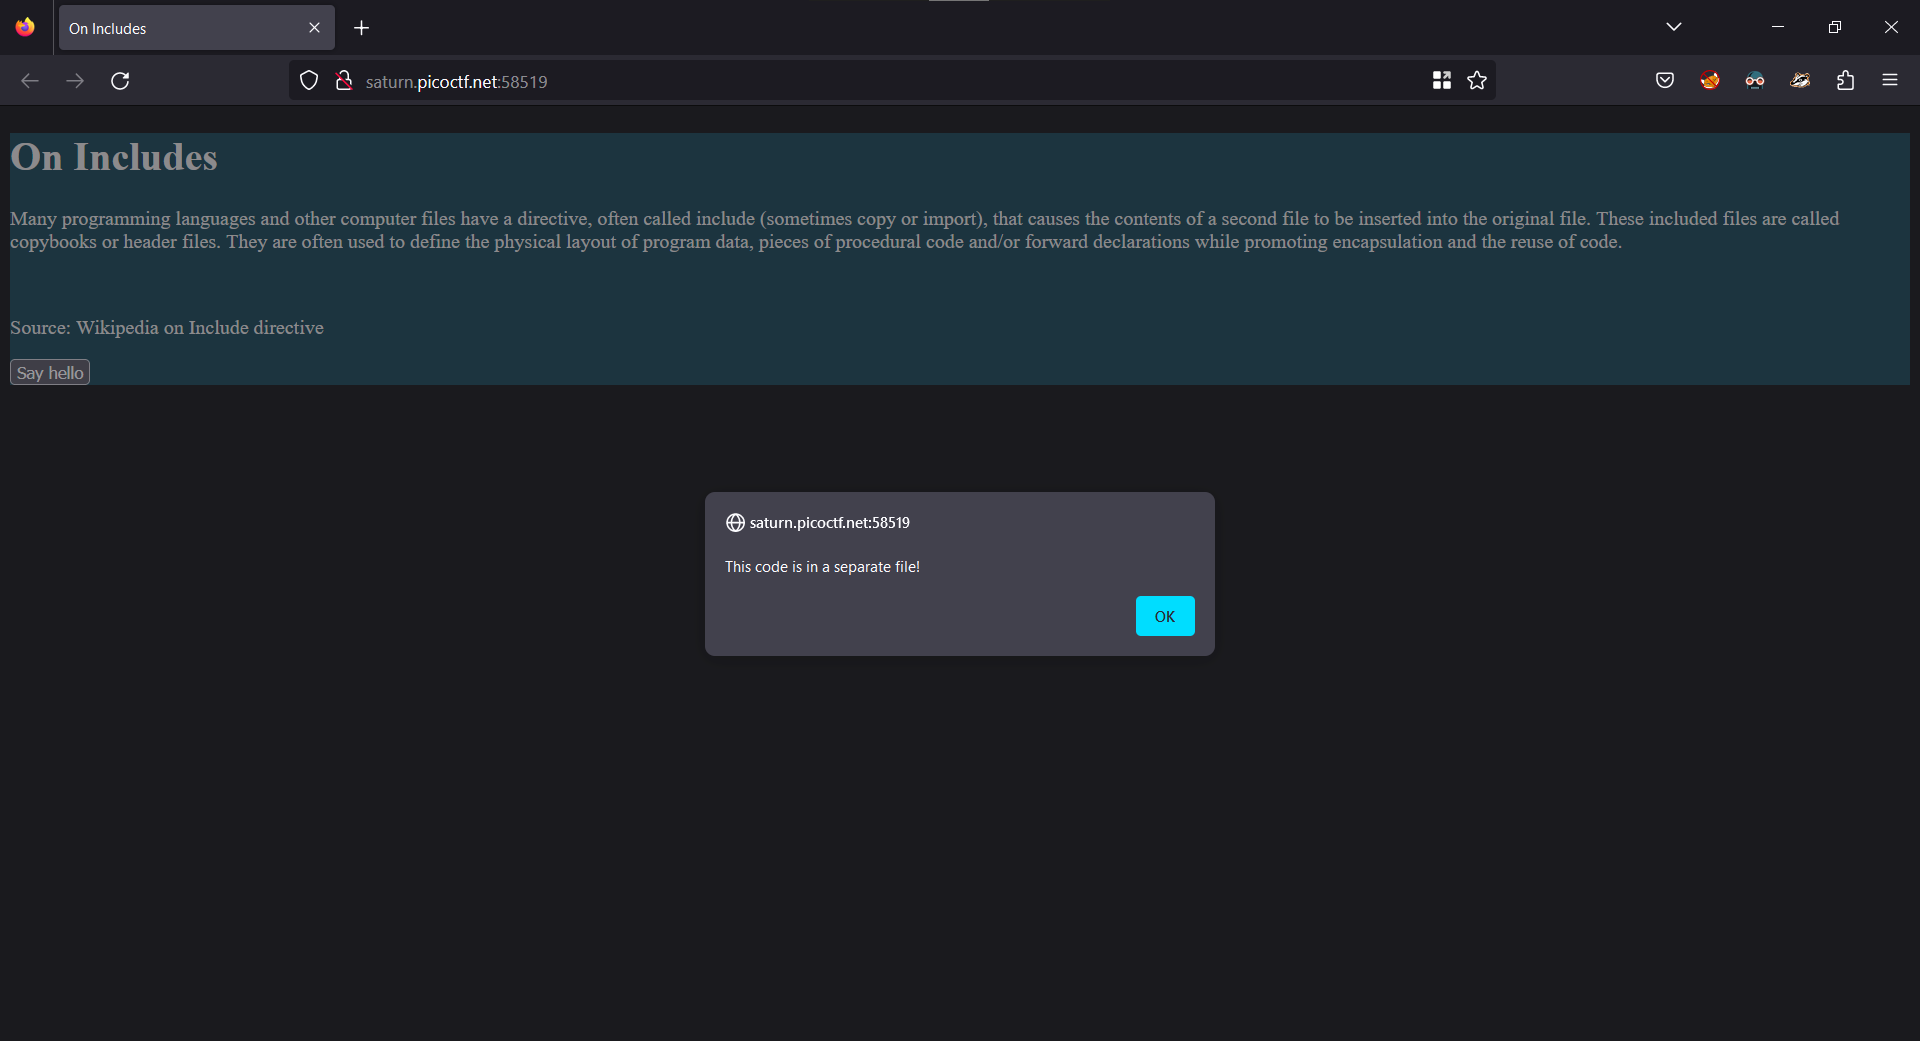 On Includes
saturn.picoctf.net:58519
On Includes
Many programming languages and other computer files have a directive, often called include (sometimes copy or import), that causes the contents of a second file to be inserted into the original file. These included files are called
copybooks or header files. They are often used to define the physical layout of program data, pieces of procedural code and/or forward declarations while promoting encapsulation and the reuse of code.
Source: Wikipedia on Include directive
Say hello
saturn.picoctf.net:58519
This code is in a separate file!
OK